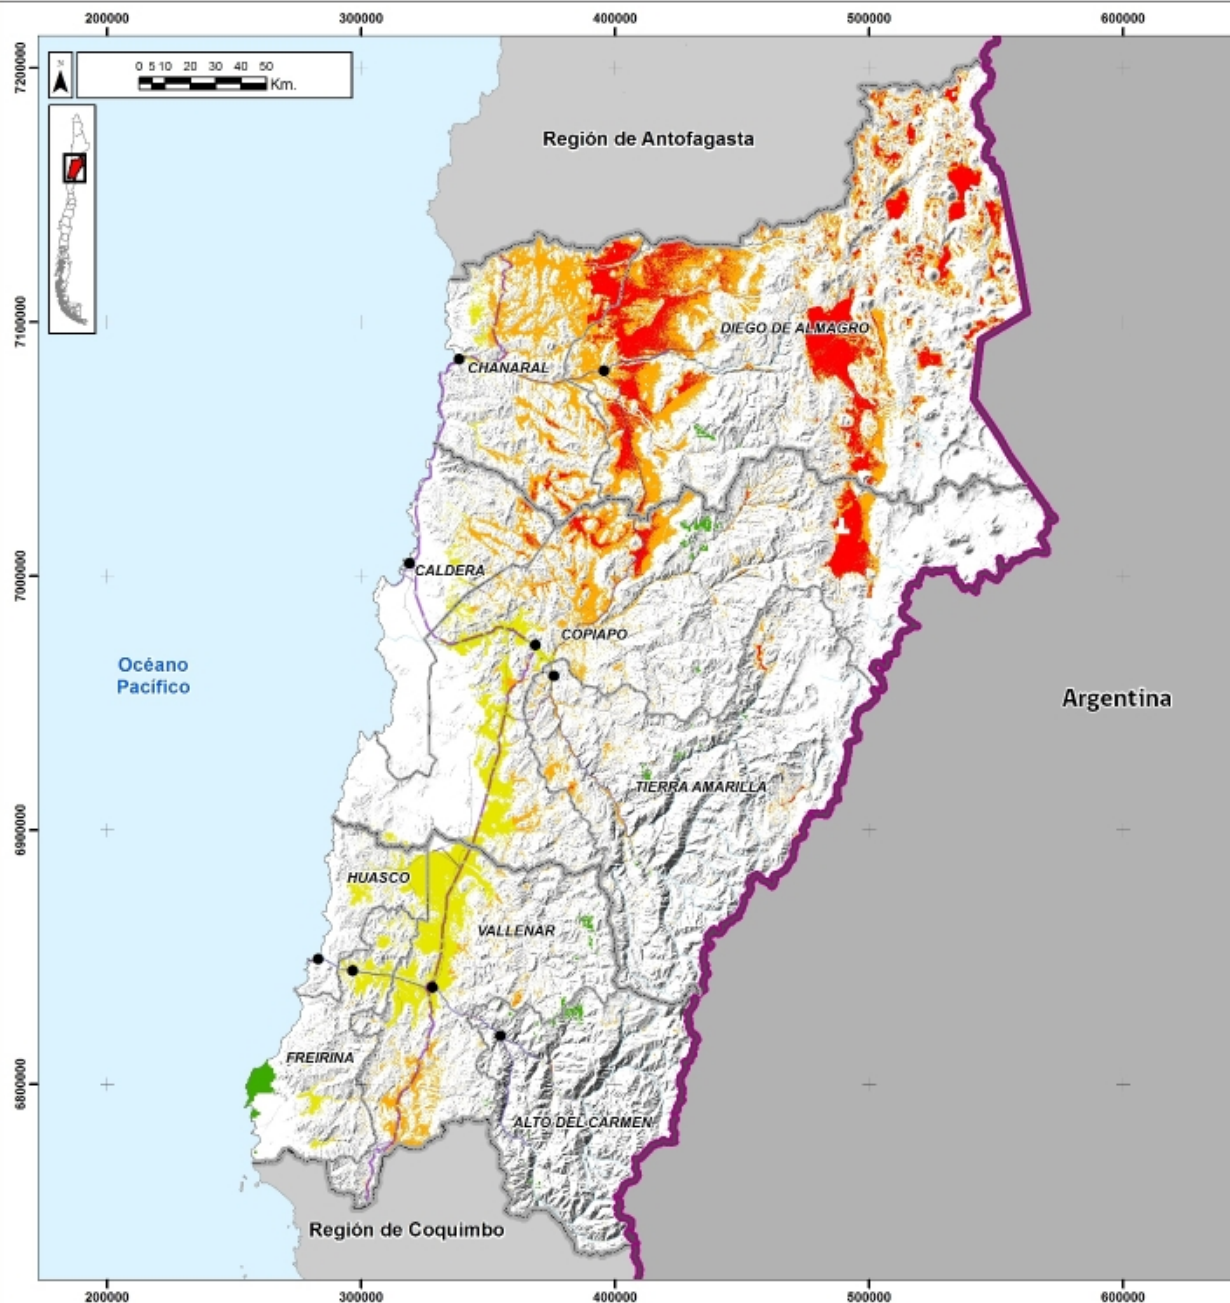 200000 300000 400000 500000 600000
7200000
N
0 5 10 20 30 40 50
Km.
Región de Antofagasta
7100000
DIEGO DE ALMAGRO
CHANARAL
7000000
CALDERA
COPIAPO
Océano
Pacífico
Argentina
TIERRA AMARILLA
6900000
HUASCO
VALLENAR
FREIRINA
6800000
ALTO DEL CARMEN
Región de Coquimbo
200000 300000 400000 500000 600000